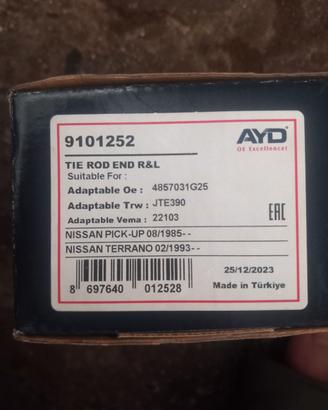 AYD
OE Excellence!
9101252
TIE ROD END R&L
Suitable For :
Adaptable Oe : 4857031G25
Adaptable Trw : JTE390
Adaptable Vema : 22103
EAC
NISSAN PICK-UP 08/1985- -
NISSAN TERRANO 02/1993- -
25/12/2023
Made in Türkiye
8 697640 012528